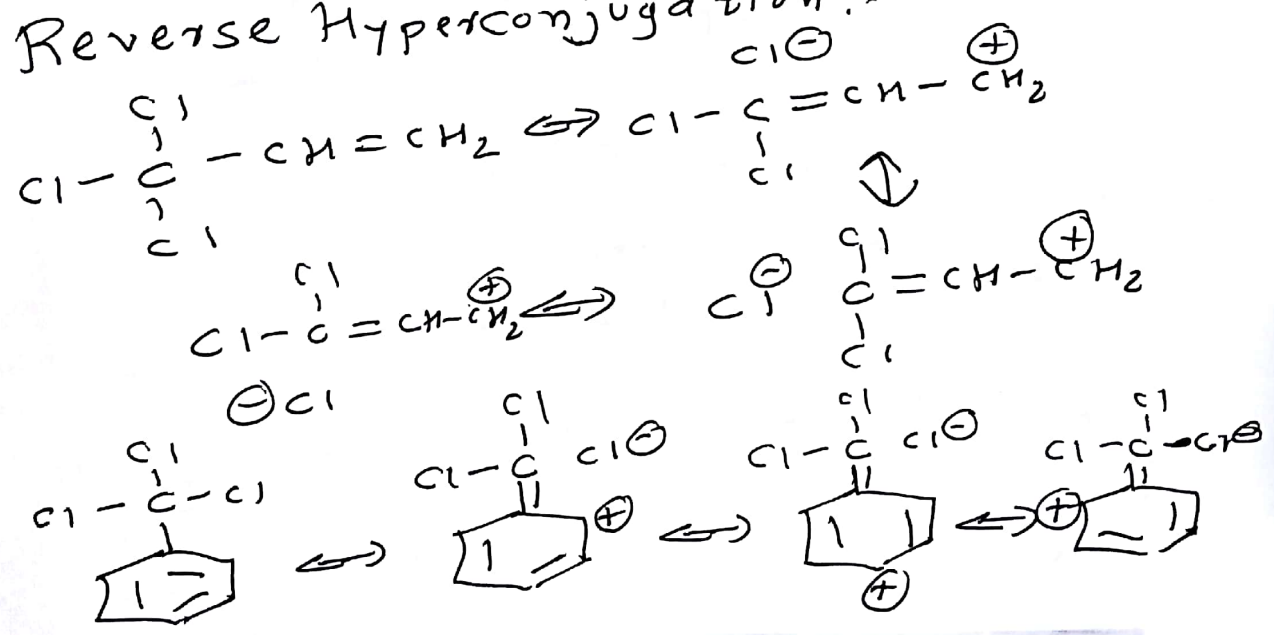 Reverse Hyperconjugation
Cl Cl⊖ ⊕
Cl-C-CH=CH2 ⇔ Cl-C=CH-CH2
Cl Cl ⇕
Cl Cl ⊕
Cl-C=CH-CH2 ⊕ ⇔ Cl⊖ C=CH-CH2
⊖Cl Cl
Cl Cl Cl Cl
Cl-C-Cl Cl-C Cl⊖ Cl-C Cl⊖ Cl-C-Cl⊖
⇔ ⊕ ⇔ ⇔ ⊕
⊕